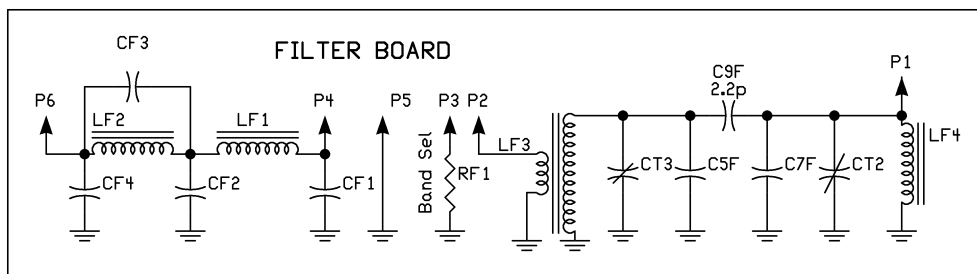 FILTER BOARD
CF3
P6
LF2
LF1
P4
P5
P3
P2
C9F
2.2p
P1
LF3
LF4
CF4
CF2
CF1
Band Sel
RF1
CT3
C5F
C7F
CT2